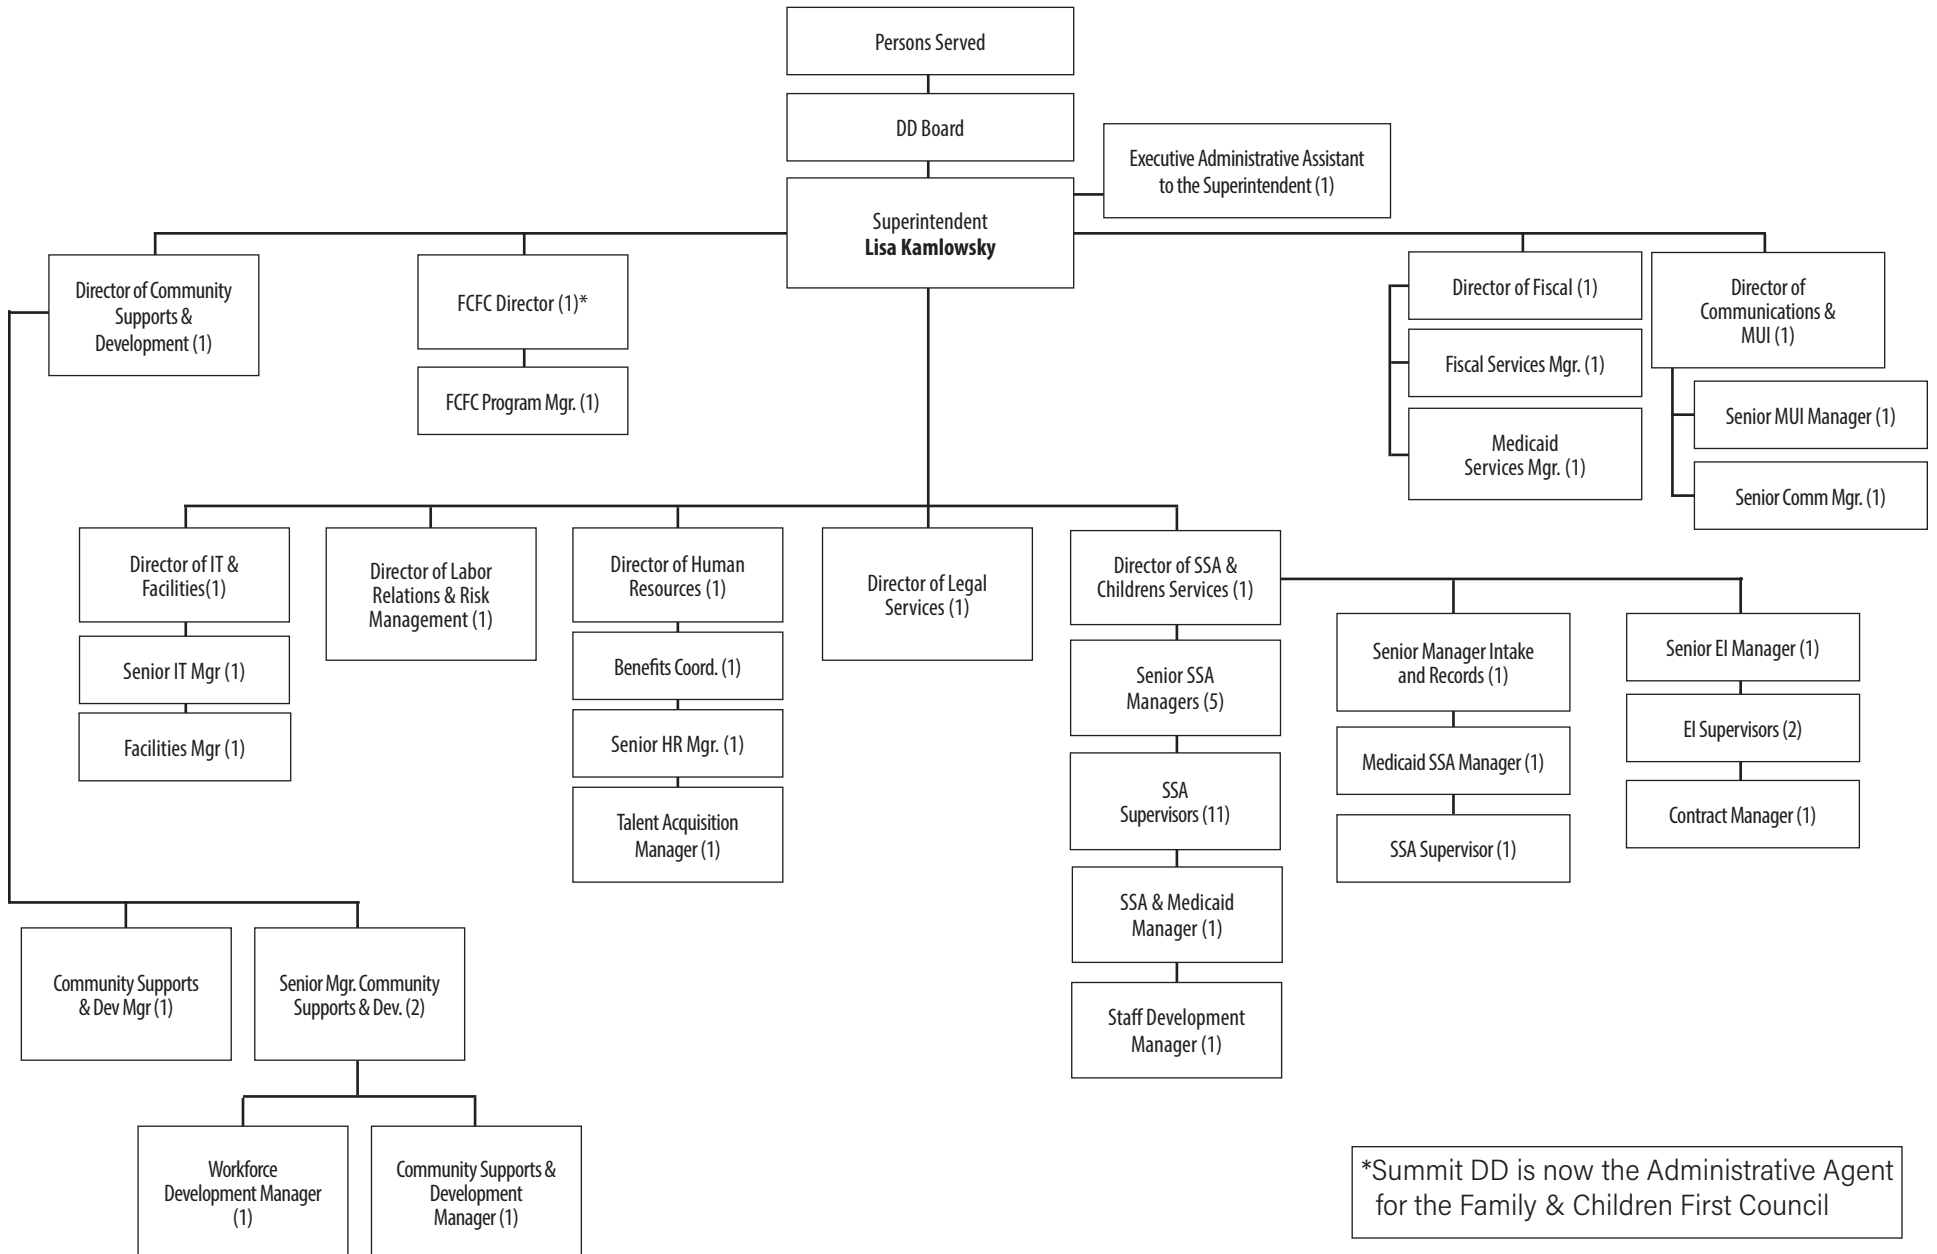 Persons Served
DD Board
Executive Administrative Assistant
to the Superintendent (1)
Superintendent
Lisa Kamlowsky
Director of Community
Supports &
Development (1)
FCFC Director (1)*
FCFC Program Mgr. (1)
Director of Fiscal (1)
Fiscal Services Mgr. (1)
Medicaid
Services Mgr. (1)
Director of
Communications &
MUI (1)
Senior MUI Manager (1)
Senior Comm Mgr. (1)
Director of IT &
Facilities(1)
Senior IT Mgr (1)
Facilities Mgr (1)
Director of Labor
Relations & Risk
Management (1)
Director of Human
Resources (1)
Benefits Coord. (1)
Senior HR Mgr. (1)
Talent Acquisition
Manager (1)
Director of Legal
Services (1)
Director of SSA &
Childrens Services (1)
Senior SSA
Managers (5)
SSA
Supervisors (11)
SSA & Medicaid
Manager (1)
Staff Development
Manager (1)
Senior Manager Intake
and Records (1)
Medicaid SSA Manager (1)
SSA Supervisor (1)
Senior EI Manager (1)
EI Supervisors (2)
Contract Manager (1)
Community Supports
& Dev Mgr (1)
Senior Mgr. Community
Supports & Dev. (2)
Workforce
Development Manager
(1)
Community Supports &
Development
Manager (1)
*Summit DD is now the Administrative Agent
for the Family & Children First Council